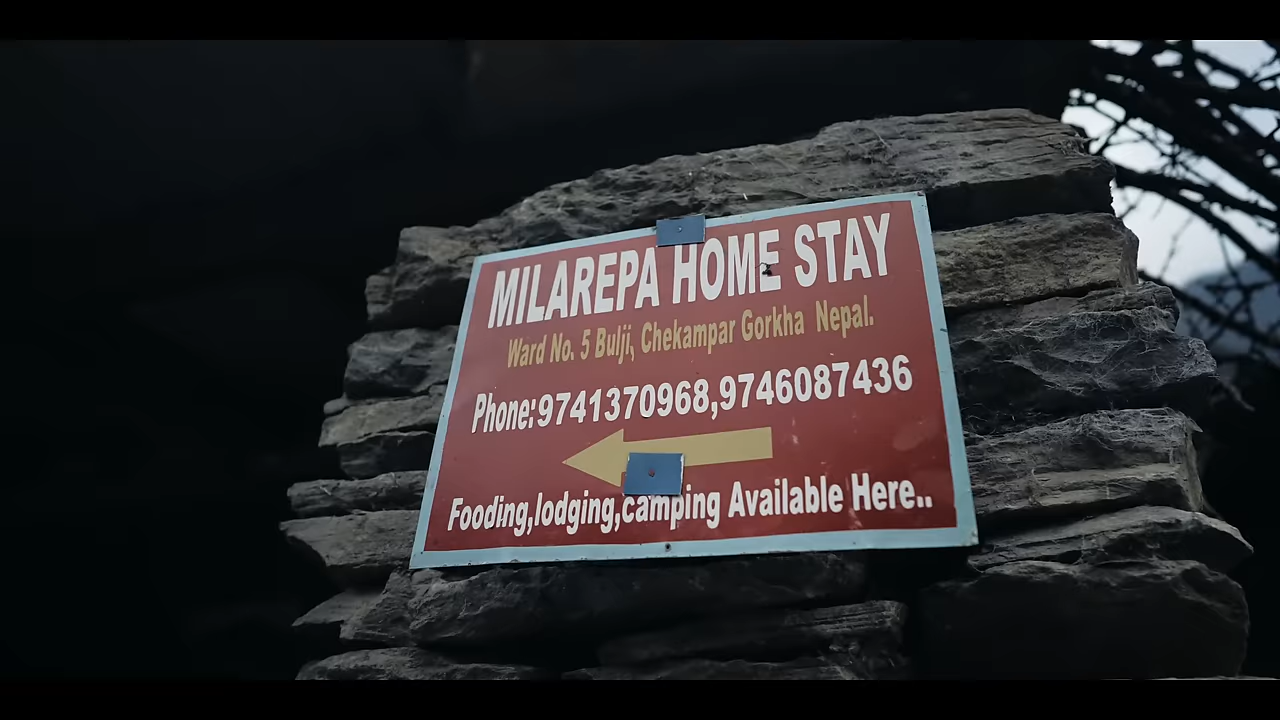 MILAREPA HOME STAY
Ward No. 5 Bulji, Chekampar Gorkha Nepal.
Phone:9741370968,9746087436
Fooding,lodging,camping Available Here..